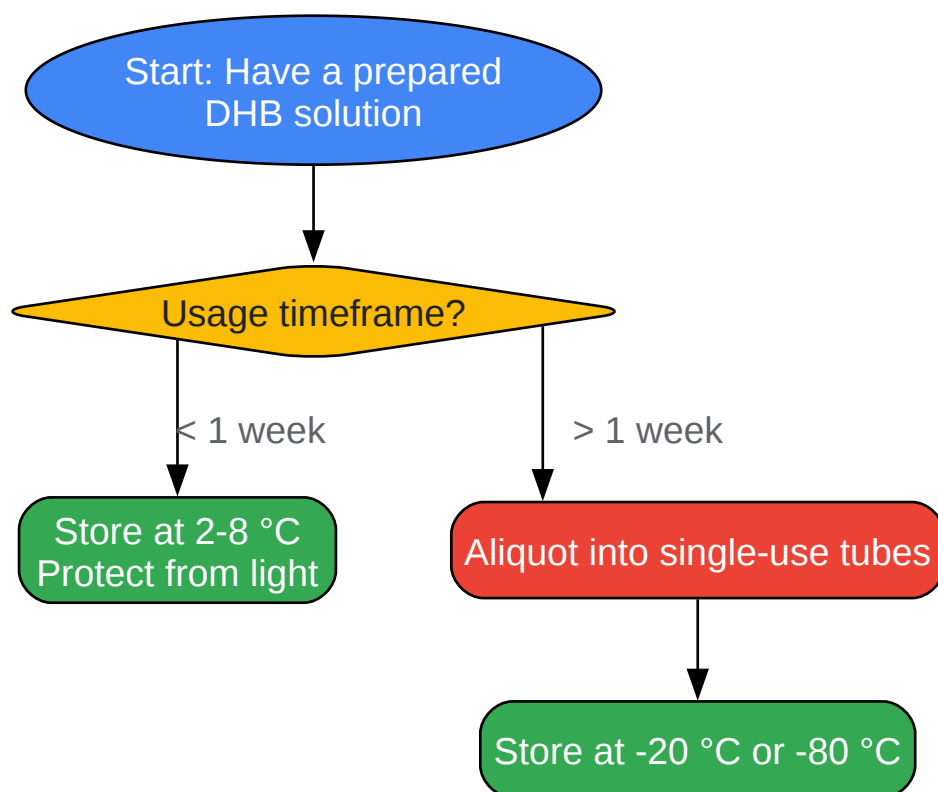 Start: Have a prepared
DHB solution
Usage timeframe?
< 1 week
> 1 week
Store at 2-8 °C
Protect from light
Aliquot into single-use tubes
Store at -20 °C or -80 °C